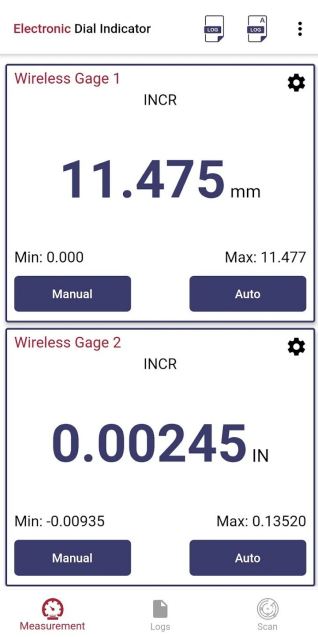 Electronic Dial Indicator
LOG
A
LOG
Wireless Gage 1
INCR
11.475 mm
Min: 0.000 Max: 11.477
Manual Auto
Wireless Gage 2
INCR
0.00245 IN
Min: -0.00935 Max: 0.13520
Manual Auto
Measurement Logs Scan